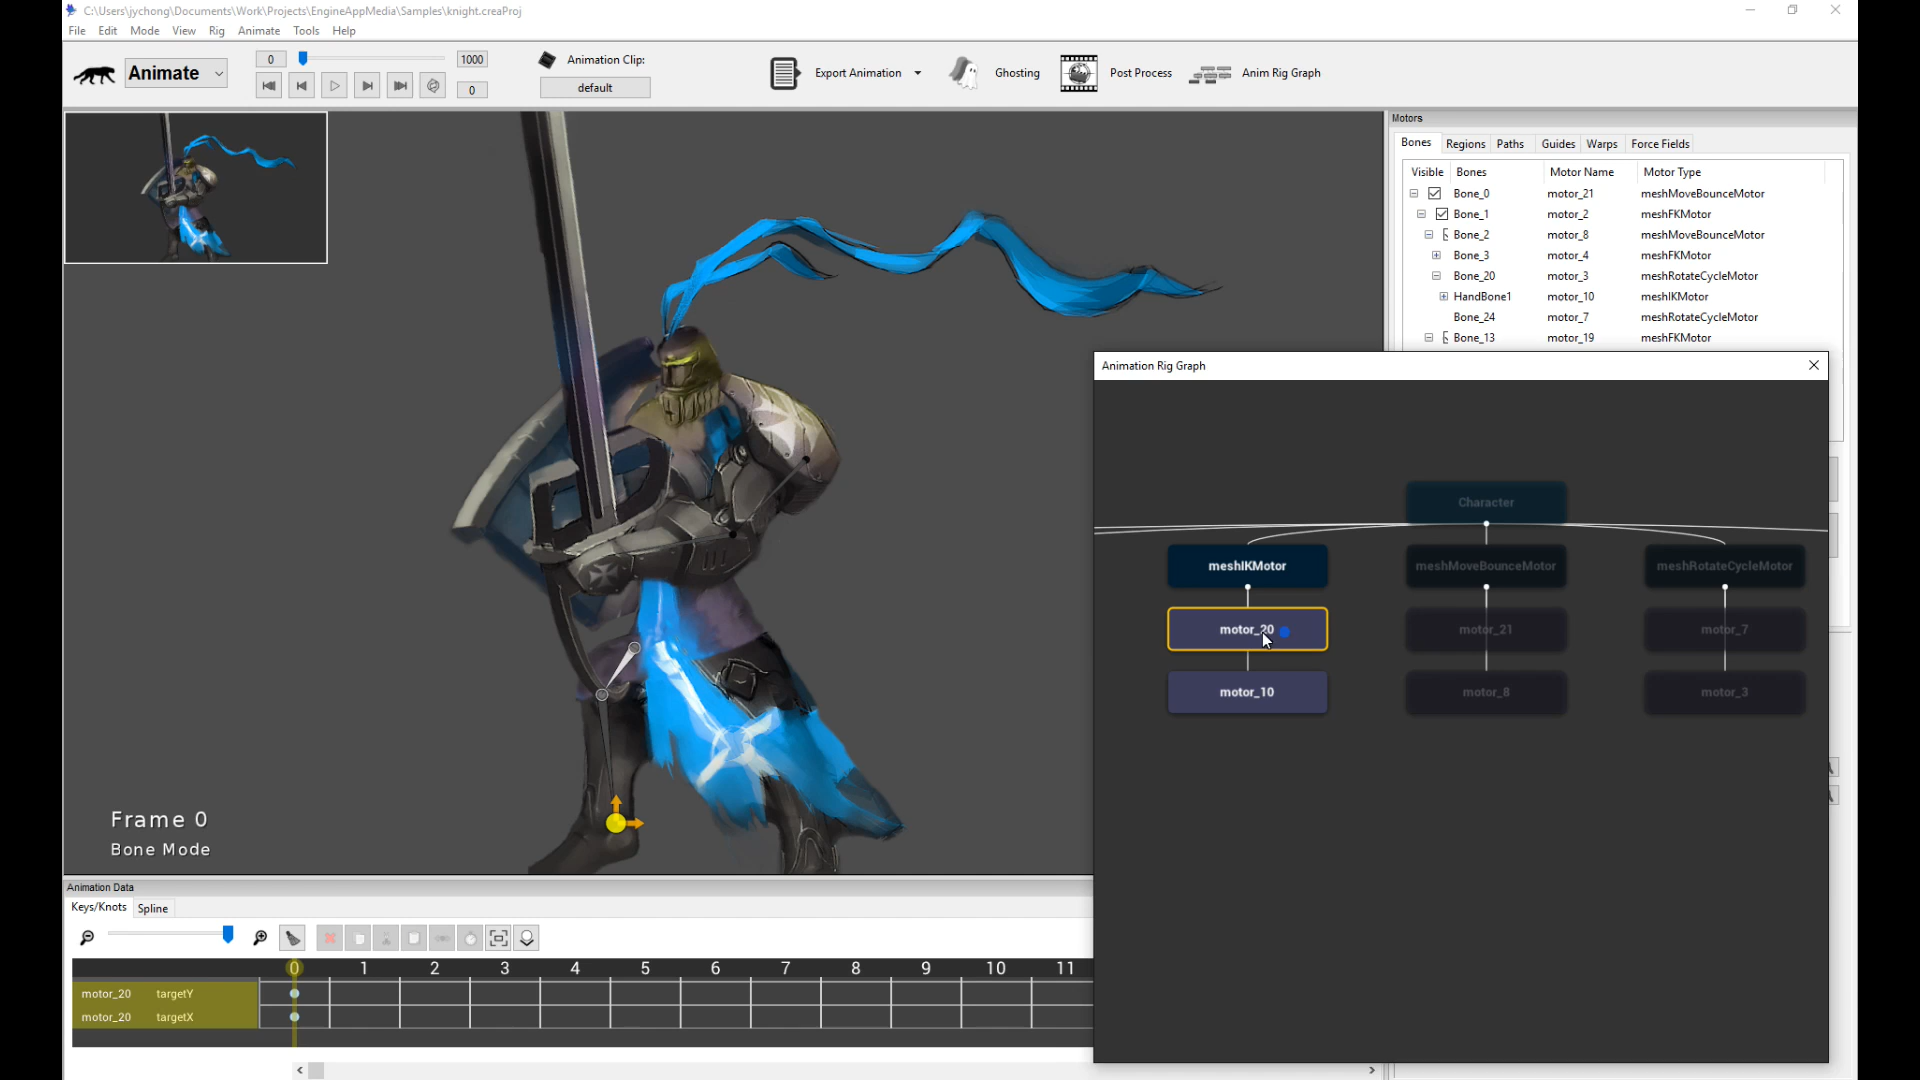 C:\Users\jychong\Documents\Work\Projects\EngineAppMedia\Samples\knight.creaProj
File Edit Mode View Rig Animate Tools Help
Animate
0
1000
0
Animation Clip:
default
Export Animation
Ghosting
Post Process
Anim Rig Graph
Motors
Bones Regions Paths Guides Warps Force Fields
Visible Bones Motor Name Motor Type
Bone_0 motor_21 meshMoveBounceMotor
Bone_1 motor_2 meshFKMotor
Bone_2 motor_8 meshMoveBounceMotor
Bone_3 motor_4 meshFKMotor
Bone_20 motor_3 meshRotateCycleMotor
HandBone1 motor_10 meshIKMotor
Bone_24 motor_7 meshRotateCycleMotor
Bone_13 motor_19 meshFKMotor
Animation Rig Graph
Character
meshIKMotor meshMoveBounceMotor meshRotateCycleMotor
motor_20 motor_21 motor_7
motor_10 motor_8 motor_3
Frame 0
Bone Mode
Animation Data
Keys/Knots Spline
0 1 2 3 4 5 6 7 8 9 10 11
motor_20 targetY
motor_20 targetX